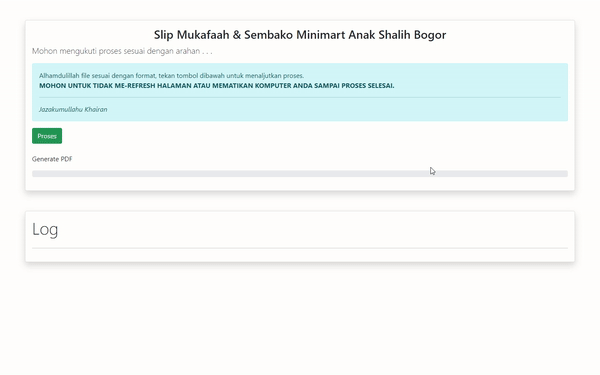 Slip Mukafaah & Sembako Minimart Anak Shalih Bogor
Mohon mengukuti proses sesuai dengan arahan . . .
Alhamdulillah file sesuai dengan format, tekan tombol dibawah untuk menaljutkan proses.
MOHON UNTUK TIDAK ME-REFRESH HALAMAN ATAU MEMATIKAN KOMPUTER ANDA SAMPAI PROSES SELESAI.
Jazakumullahu Khairan
Proses
Generate PDF
Log